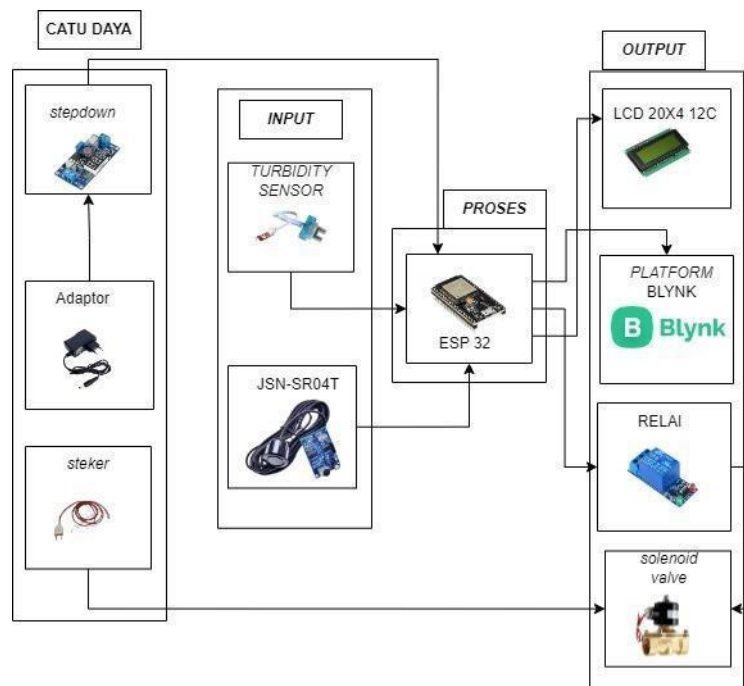 CATU DAYA
stepdown
Adaptor
steker
INPUT
TURBIDITY
SENSOR
JSN-SR04T
PROSES
ESP 32
OUTPUT
LCD 20X4 12C
PLATFORM
BLYNK
B Blynk
RELAI
solenoid
valve